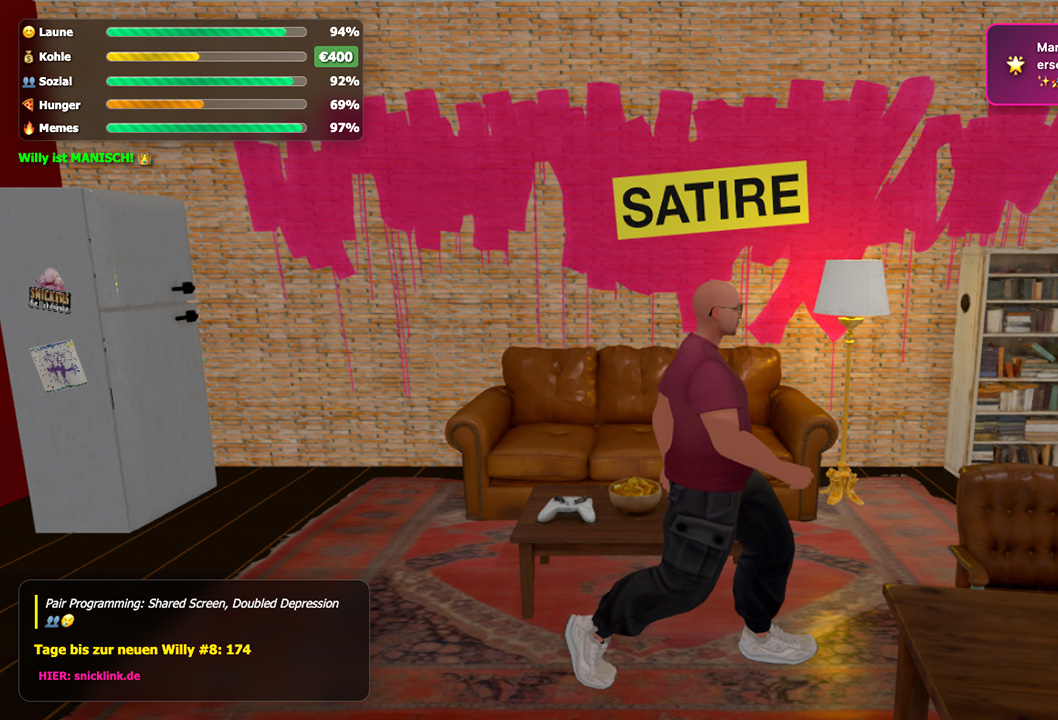 😊 Laune 94%
💰 Kohle €400
👥 Sozial 92%
🍕 Hunger 69%
🔥 Memes 97%
Willy ist MANISCH! 👑
SATIRE
SNICKERS
Pair Programming: Shared Screen, Doubled Depression
👥😢
Tage bis zur neuen Willy #8: 174
HIER: snicklink.de